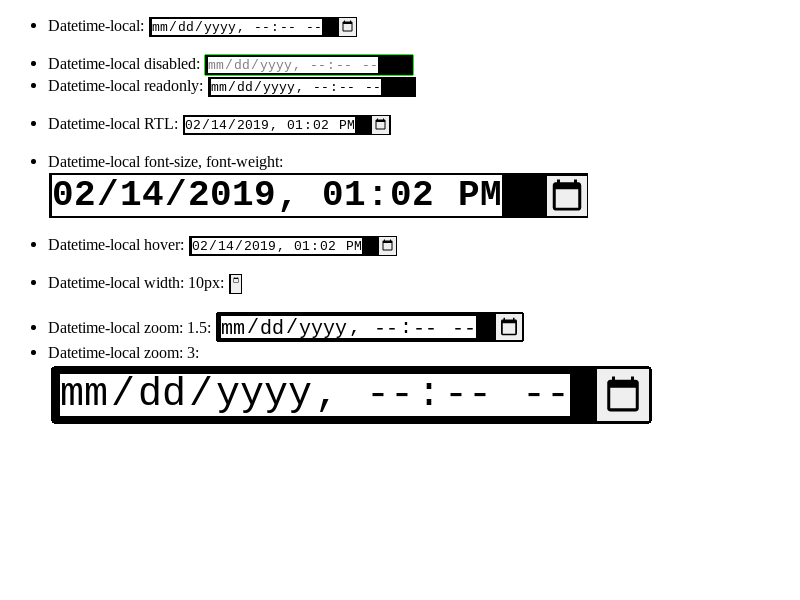 Datetime-local: mm/dd/yyyy, --:-- --
Datetime-local disabled: mm/dd/yyyy, --:-- --
Datetime-local readonly: mm/dd/yyyy, --:-- --
Datetime-local RTL: 02/14/2019, 01:02 PM
Datetime-local font-size, font-weight:
02/14/2019, 01:02 PM
Datetime-local hover: 02/14/2019, 01:02 PM
Datetime-local width: 10px:
Datetime-local zoom: 1.5: mm/dd/yyyy, --:-- --
Datetime-local zoom: 3:
mm/dd/yyyy, --:-- --